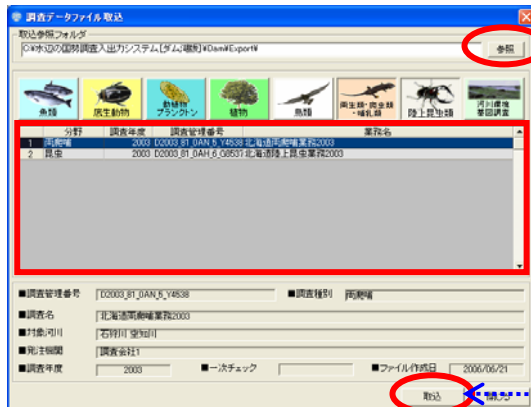 調査データファイル取込
取込参照フォルダ
C:¥水辺の国勢調査入出力システム[ダム湖版]¥Dam¥Export¥
参照
魚類
底生動物
動植物プランクトン
植物
鳥類
両生類・爬虫類・哺乳類
陸上昆虫類
河川環境基図調査
分野 調査年度 調査管理番号 業務名
1 両爬哺 2003 D2003_81_0AN_5_Y4538 北海道両爬哺業務2003
2 昆虫 2003 D2003_81_0AH_6_G8537 北海道陸上昆虫業務2003
■調査管理番号 D2003_81_0AN_5_Y4538 ■調査種別 両爬哺
■調査名 北海道両爬哺業務2003
■対象河川 石狩川 空知川
■発注機関 調査会社1
■調査年度 2003 ■一次チェック ■ファイル作成日 2006/06/21
取込